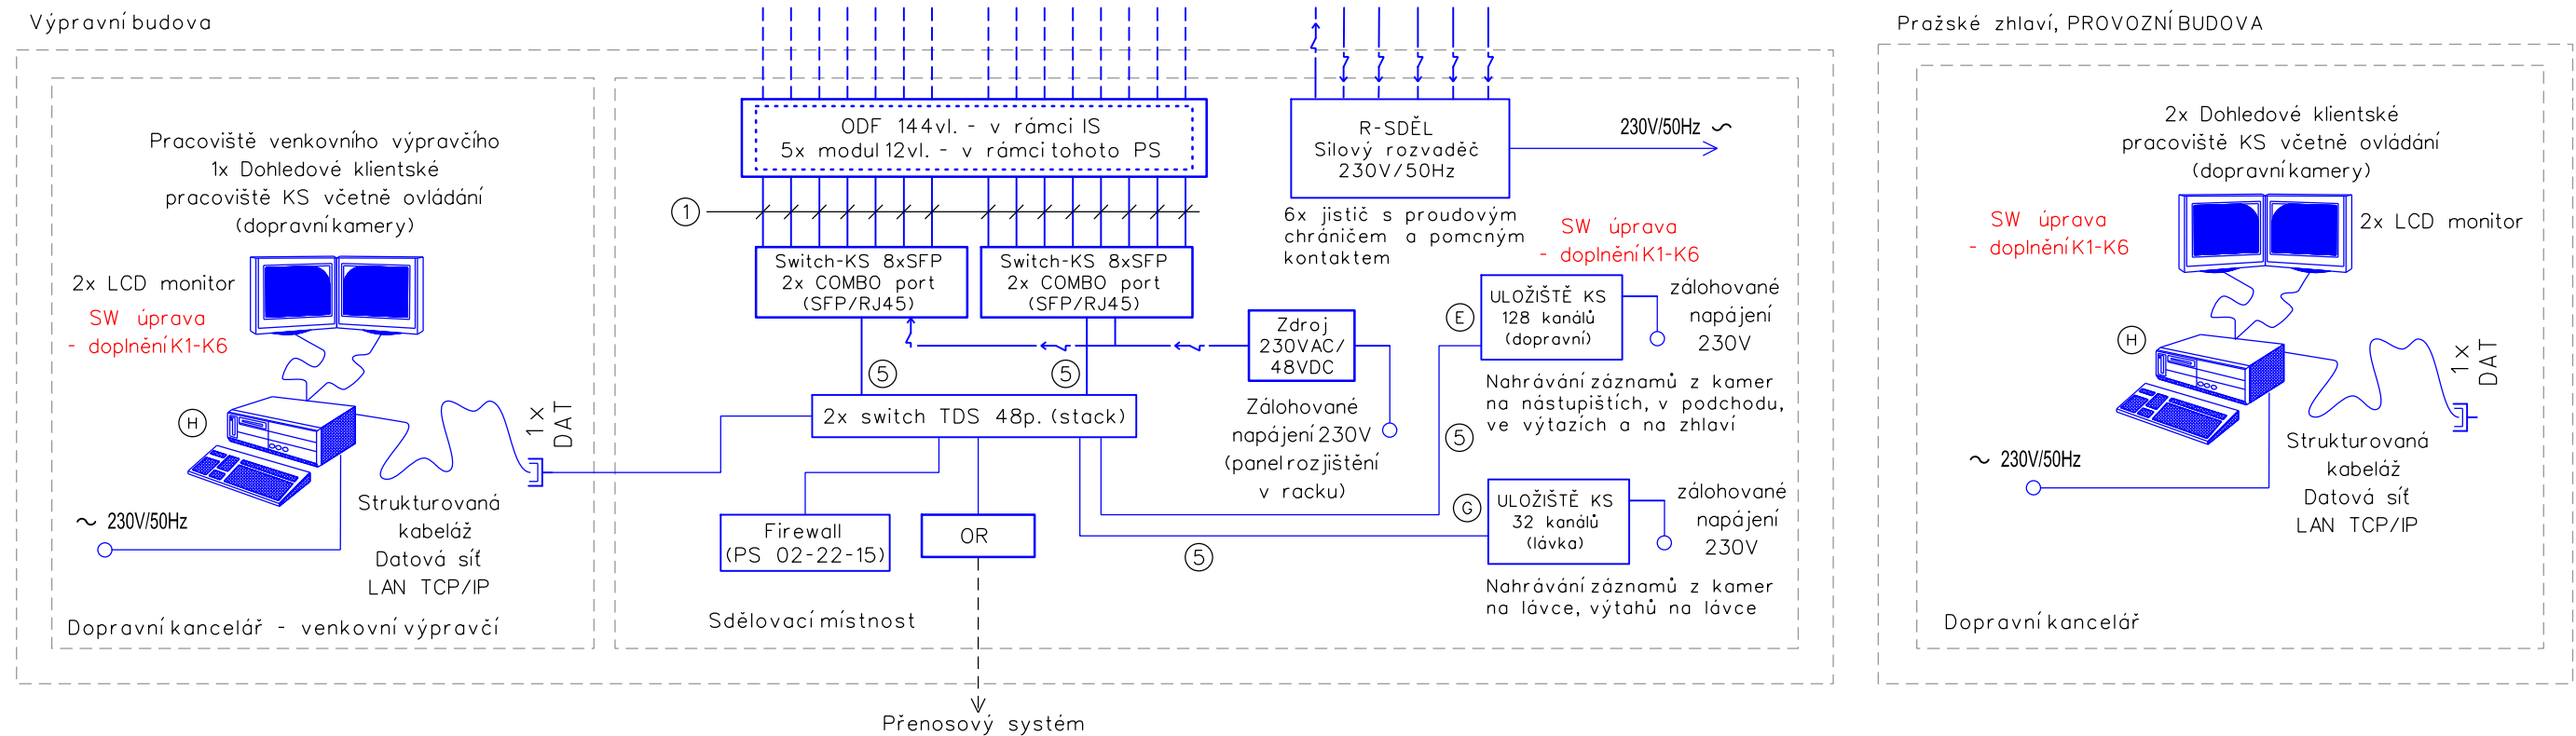 Výpravní budova
Pracoviště venkovního výpravčího
1x Dohledové klientské
pracoviště KS včetně ovládání
(dopravní kamery)
2x LCD monitor
SW úprava
- doplnění K1-K6
H
1x
DAT
~ 230V/50Hz
Strukturovaná
kabeláž
Datová síť
LAN TCP/IP
Dopravní kancelář - venkovní výpravčí
ODF 144vl. - v rámci IS
5x modul 12vl. - v rámci tohoto PS
1
Switch-KS 8xSFP
2x COMBO port
(SFP/RJ45)
Switch-KS 8xSFP
2x COMBO port
(SFP/RJ45)
5
5
2x switch TDS 48p. (stack)
Firewall
(PS 02-22-15)
OR
Sdělovací místnost
Přenosový systém
R-SDĚL
Silový rozvaděč
230V/50Hz
230V/50Hz ~
6x jistič s proudovým
chráničem a pomcným
kontaktem
SW úprava
- doplnění K1-K6
Zdroj
230VAC/
48VDC
Zálohované
napájení 230V
(panel rozjištění
v racku)
E
ULOŽIŠTĚ KS
128 kanálů
(dopravní)
zálohované
napájení
230V
Nahrávání záznamů z kamer
na nástupištích, v podchodu,
ve výtazích a na zhlaví
5
G
ULOŽIŠTĚ KS
32 kanálů
(lávka)
zálohované
napájení
230V
5
Nahrávání záznamů z kamer
na lávce, výtahů na lávce
Pražské zhlaví, PROVOZNÍ BUDOVA
2x Dohledové klientské
pracoviště KS včetně ovládání
(dopravní kamery)
SW úprava
- doplnění K1-K6
2x LCD monitor
H
1x
DAT
~ 230V/50Hz
Strukturovaná
kabeláž
Datová síť
LAN TCP/IP
Dopravní kancelář